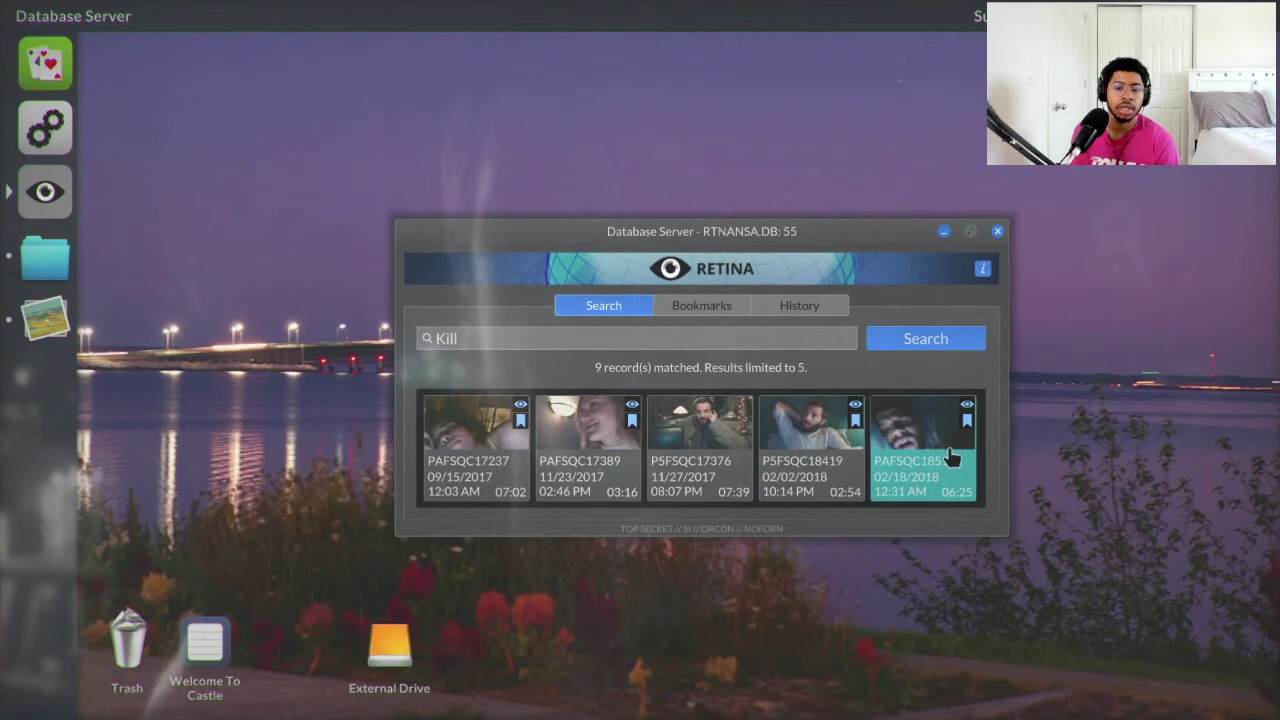 Database Server
Su
Database Server - RTNANSA.DB: 55
RETINA
Search
Bookmarks
History
Kill
Search
9 record(s) matched. Results limited to 5.
PAFSQC17237
09/15/2017
12:03 AM 07:02
PAFSQC17389
11/23/2017
02:46 PM 03:16
P5FSQC17376
11/27/2017
08:07 PM 07:39
P5FSQC18419
02/02/2018
10:14 PM 02:54
PAFSQC185
02/18/2018
12:31 AM 06:25
TOP SECRET // SI // ORCON // NOFORN
Trash
Welcome To
Castle
External Drive